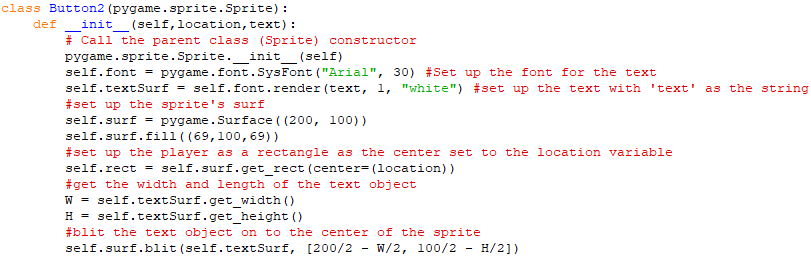 class Button2(pygame.sprite.Sprite):
    def __init__(self,location,text):
        # Call the parent class (Sprite) constructor
        pygame.sprite.Sprite.__init__(self)
        self.font = pygame.font.SysFont("Arial", 30) #Set up the font for the text
        self.textSurf = self.font.render(text, 1, "white") #set up the text with 'text' as the string
        #set up the sprite's surf
        self.surf = pygame.Surface((200, 100))
        self.surf.fill((69,100,69))
        #set up the player as a rectangle as the center set to the location variable
        self.rect = self.surf.get_rect(center=(location))
        #get the width and length of the text object
        W = self.textSurf.get_width()
        H = self.textSurf.get_height()
        #blit the text object on to the center of the sprite
        self.surf.blit(self.textSurf, [200/2 - W/2, 100/2 - H/2])